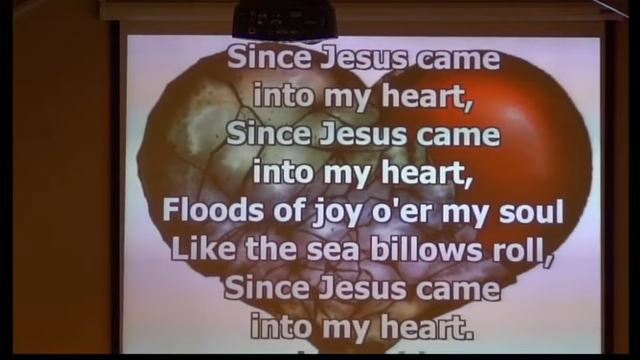 Since Jesus came
into my heart,
Since Jesus came
into my heart,
Floods of joy o'er my soul
Like the sea billows roll,
Since Jesus came
into my heart.